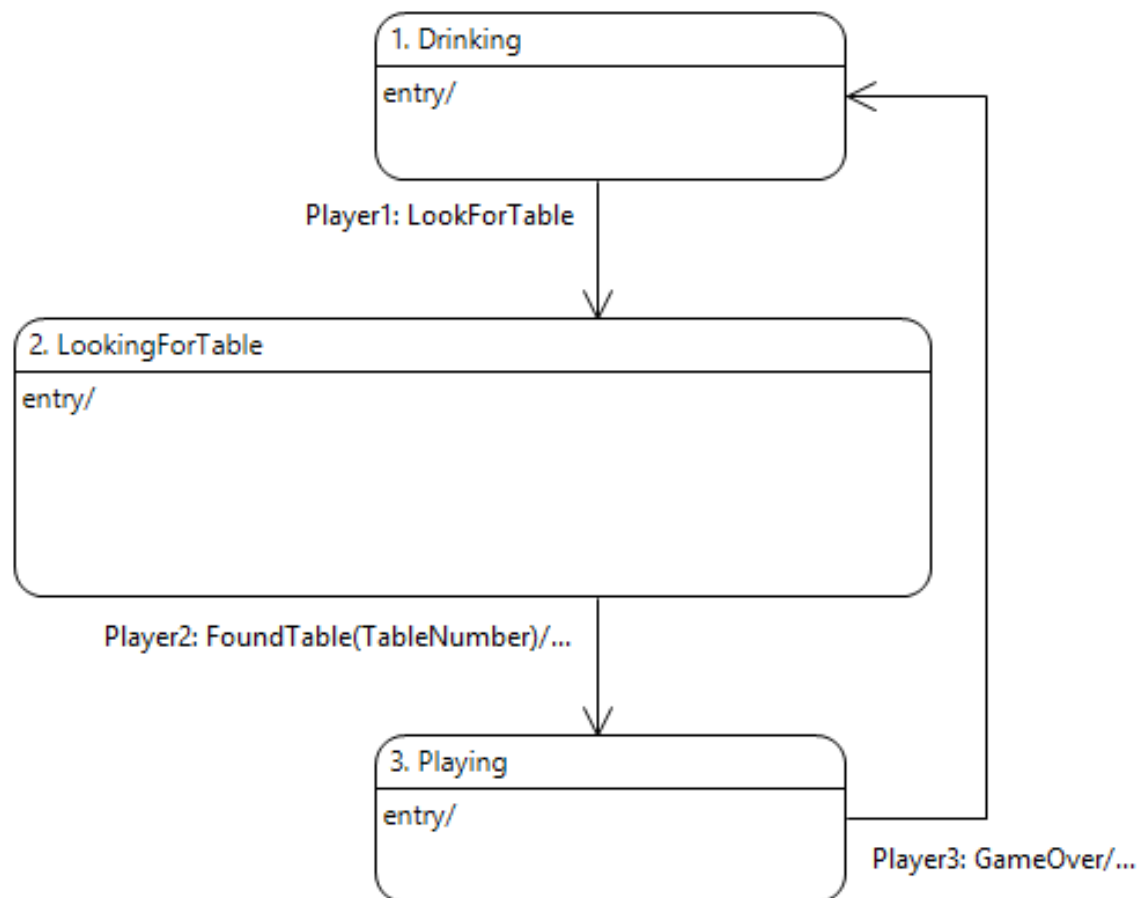 1. Drinking
entry/
Player1: LookForTable
2. LookingForTable
entry/
Player2: FoundTable(TableNumber)/...
3. Playing
entry/
Player3: GameOver/...